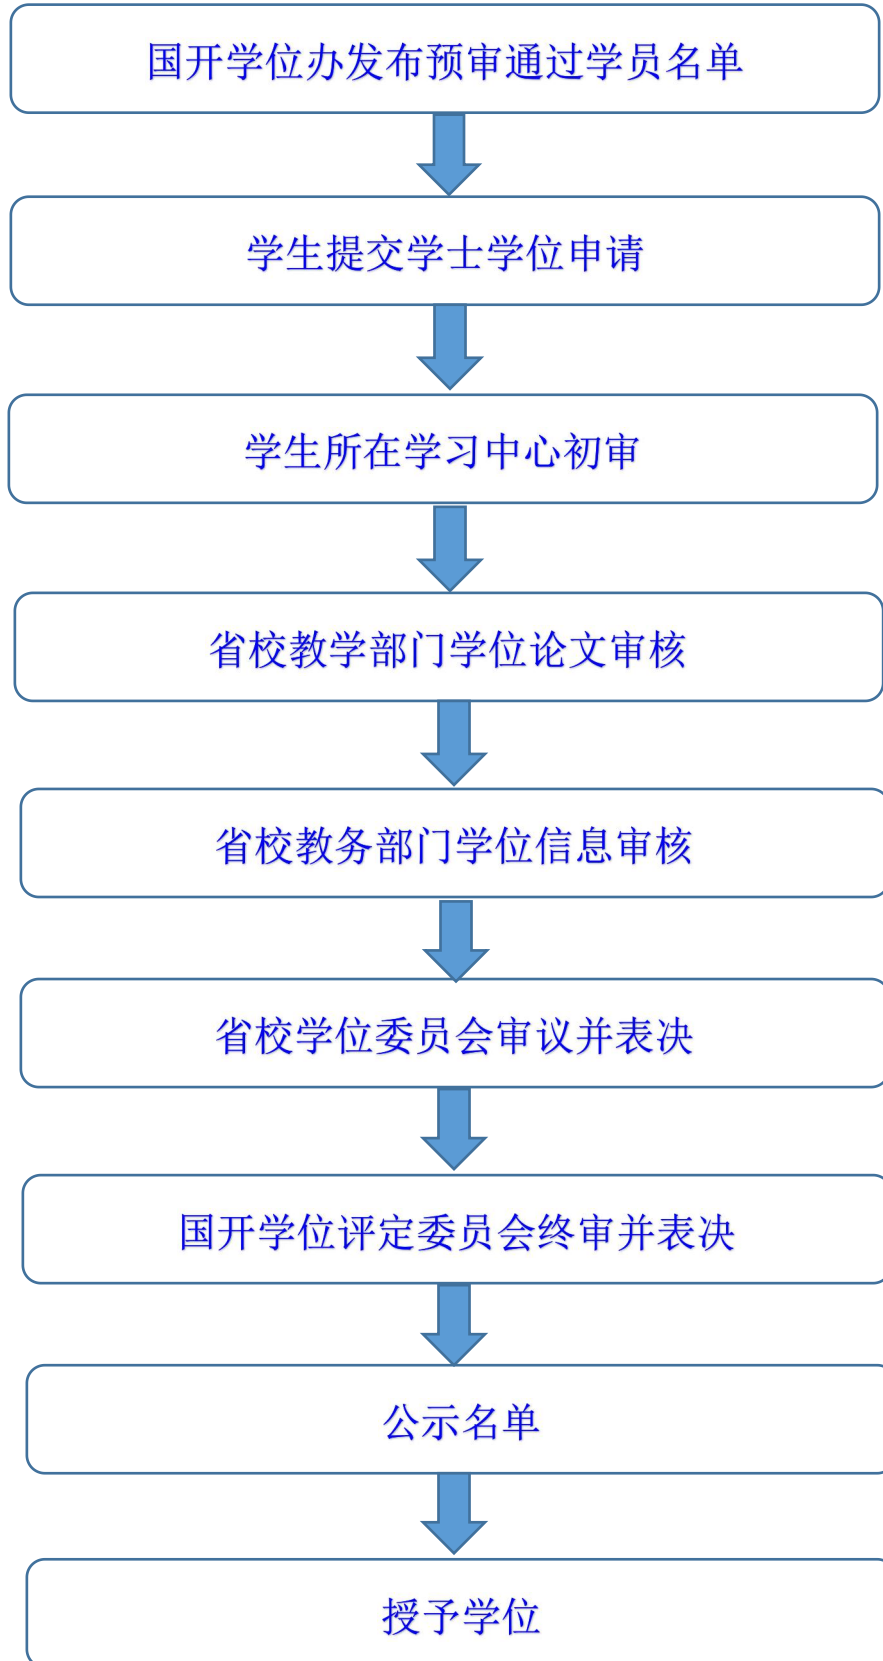 国开学位办发布预审通过学员名单
学生提交学士学位申请
学生所在学习中心初审
省校教学部门学位论文审核
省校教务部门学位信息审核
省校学位委员会审议并表决
国开学位评定委员会终审并表决
公示名单
授予学位